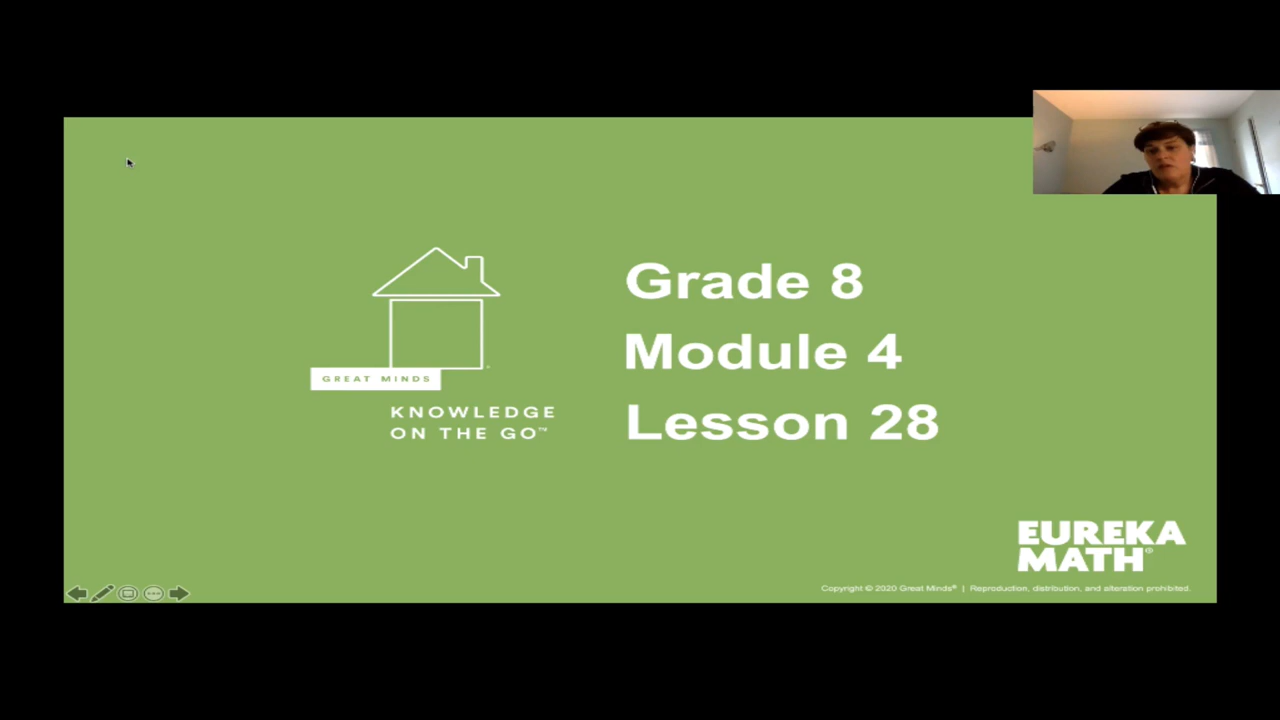 Grade 8
Module 4
Lesson 28
GREAT MINDS
KNOWLEDGE
ON THE GO™
EUREKA
MATH®
Copyright © 2020 Great Minds® | Reproduction, distribution, and alteration prohibited.